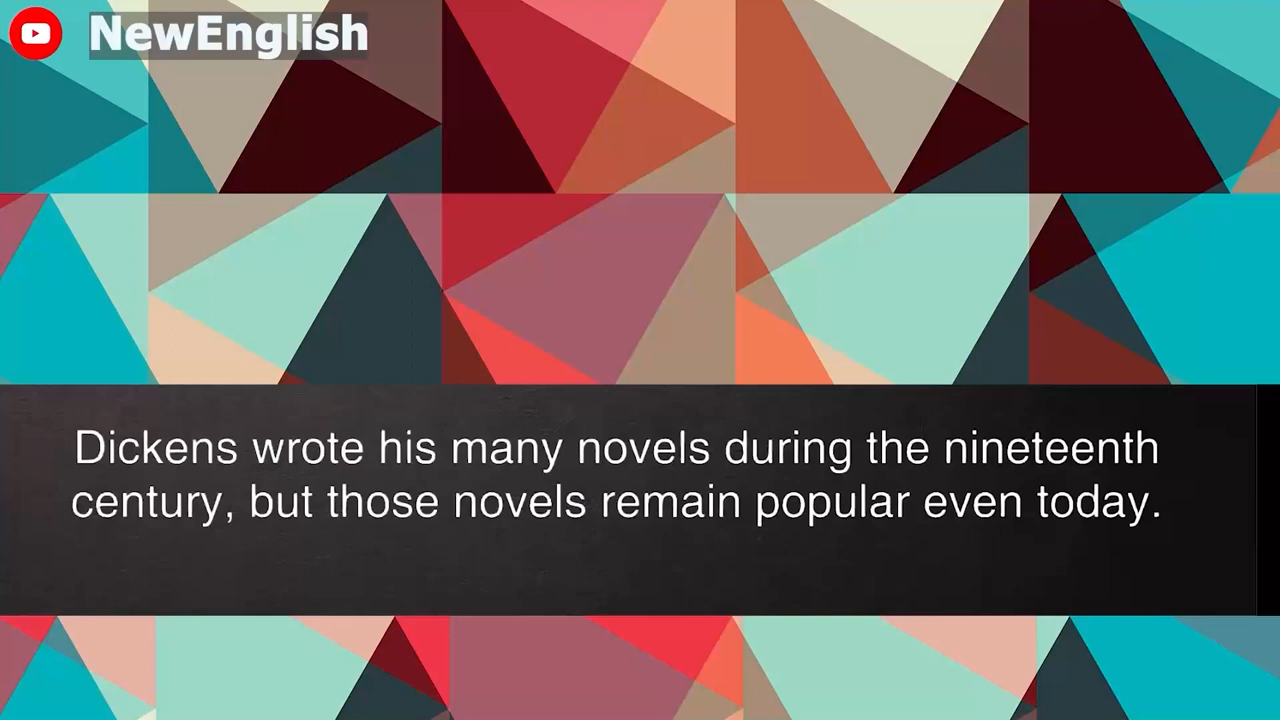 NewEnglish
Dickens wrote his many novels during the nineteenth
century, but those novels remain popular even today.